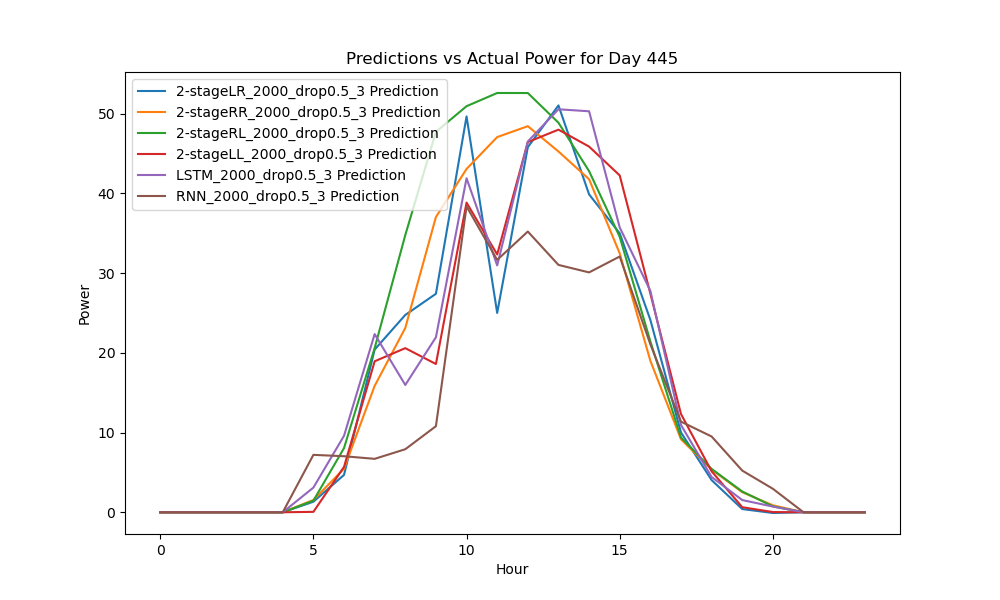 Predictions vs Actual Power for Day 445
2-stageLR_2000_drop0.5_3 Prediction
2-stageRR_2000_drop0.5_3 Prediction
2-stageRL_2000_drop0.5_3 Prediction
2-stageLL_2000_drop0.5_3 Prediction
LSTM_2000_drop0.5_3 Prediction
RNN_2000_drop0.5_3 Prediction
50
40
30
20
10
0
Power
0 5 10 15 20
Hour